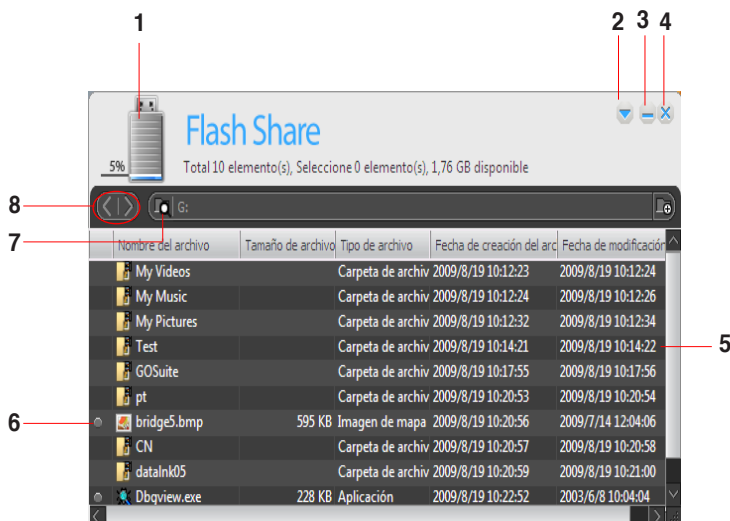 1 2 3 4
Flash Share
5%
Total 10 elemento(s), Seleccione 0 elemento(s), 1,76 GB disponible
8
G:
7
Nombre del archivo Tamaño de archivo Tipo de archivo Fecha de creación del arc Fecha de modificación
My Videos Carpeta de archiv 2009/8/19 10:12:23 2009/8/19 10:12:24
My Music Carpeta de archiv 2009/8/19 10:12:24 2009/8/19 10:12:26
My Pictures Carpeta de archiv 2009/8/19 10:12:32 2009/8/19 10:12:34
Test Carpeta de archiv 2009/8/19 10:14:21 2009/8/19 10:14:22 5
GOSuite Carpeta de archiv 2009/8/19 10:17:55 2009/8/19 10:17:56
pt Carpeta de archiv 2009/8/19 10:20:53 2009/8/19 10:20:54
6 bridge5.bmp 595 KB Imagen de mapa 2009/8/19 10:20:56 2009/7/14 12:04:06
CN Carpeta de archiv 2009/8/19 10:20:57 2009/8/19 10:20:58
datalnk05 Carpeta de archiv 2009/8/19 10:20:59 2009/8/19 10:21:00
Dbgview.exe 228 KB Aplicación 2009/8/19 10:22:52 2003/6/8 10:04:04